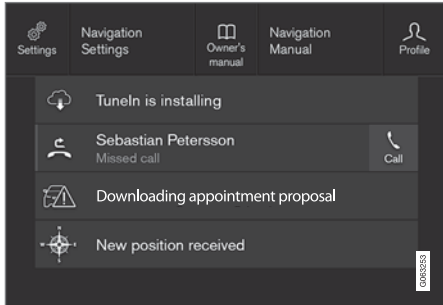 Settings
Navigation
Settings
Owner's
manual
Navigation
Manual
Profile
TuneIn is installing
Sebastian Petersson
Missed call
Call
Downloading appointment proposal
New position received
G063253